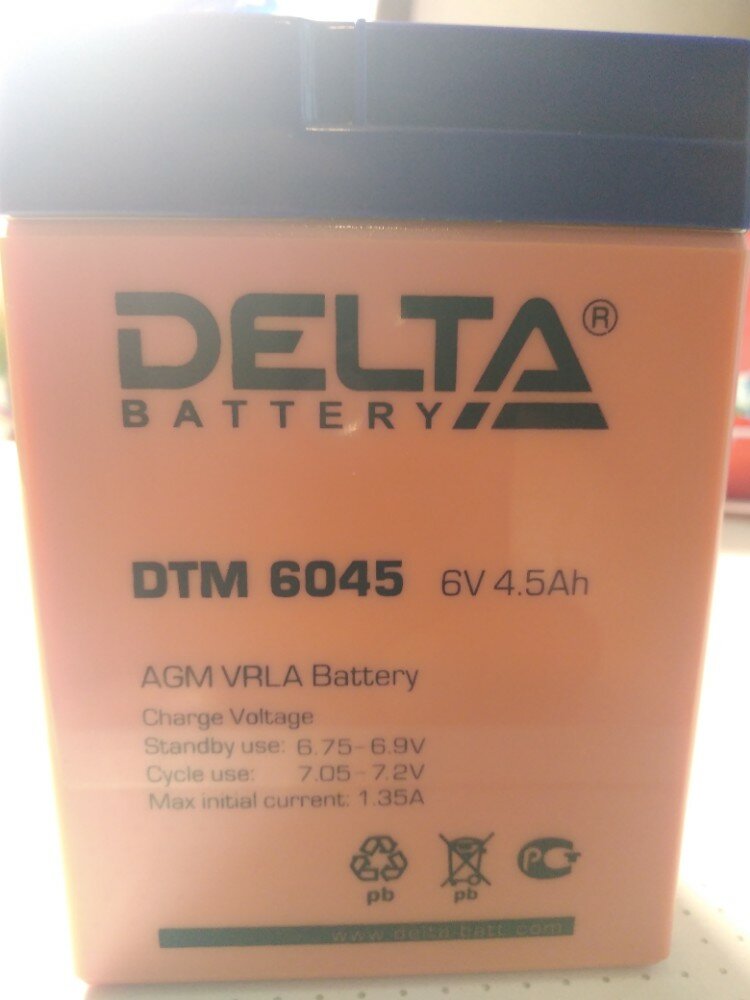 DELTA®
BATTERY
DTM 6045 6V 4.5Ah
AGM VRLA Battery
Charge Voltage
Standby use: 6.75-6.9V
Cycle use: 7.05-7.2V
Max initial current: 1.35A
pb pb PCT
www.delta-batt.com